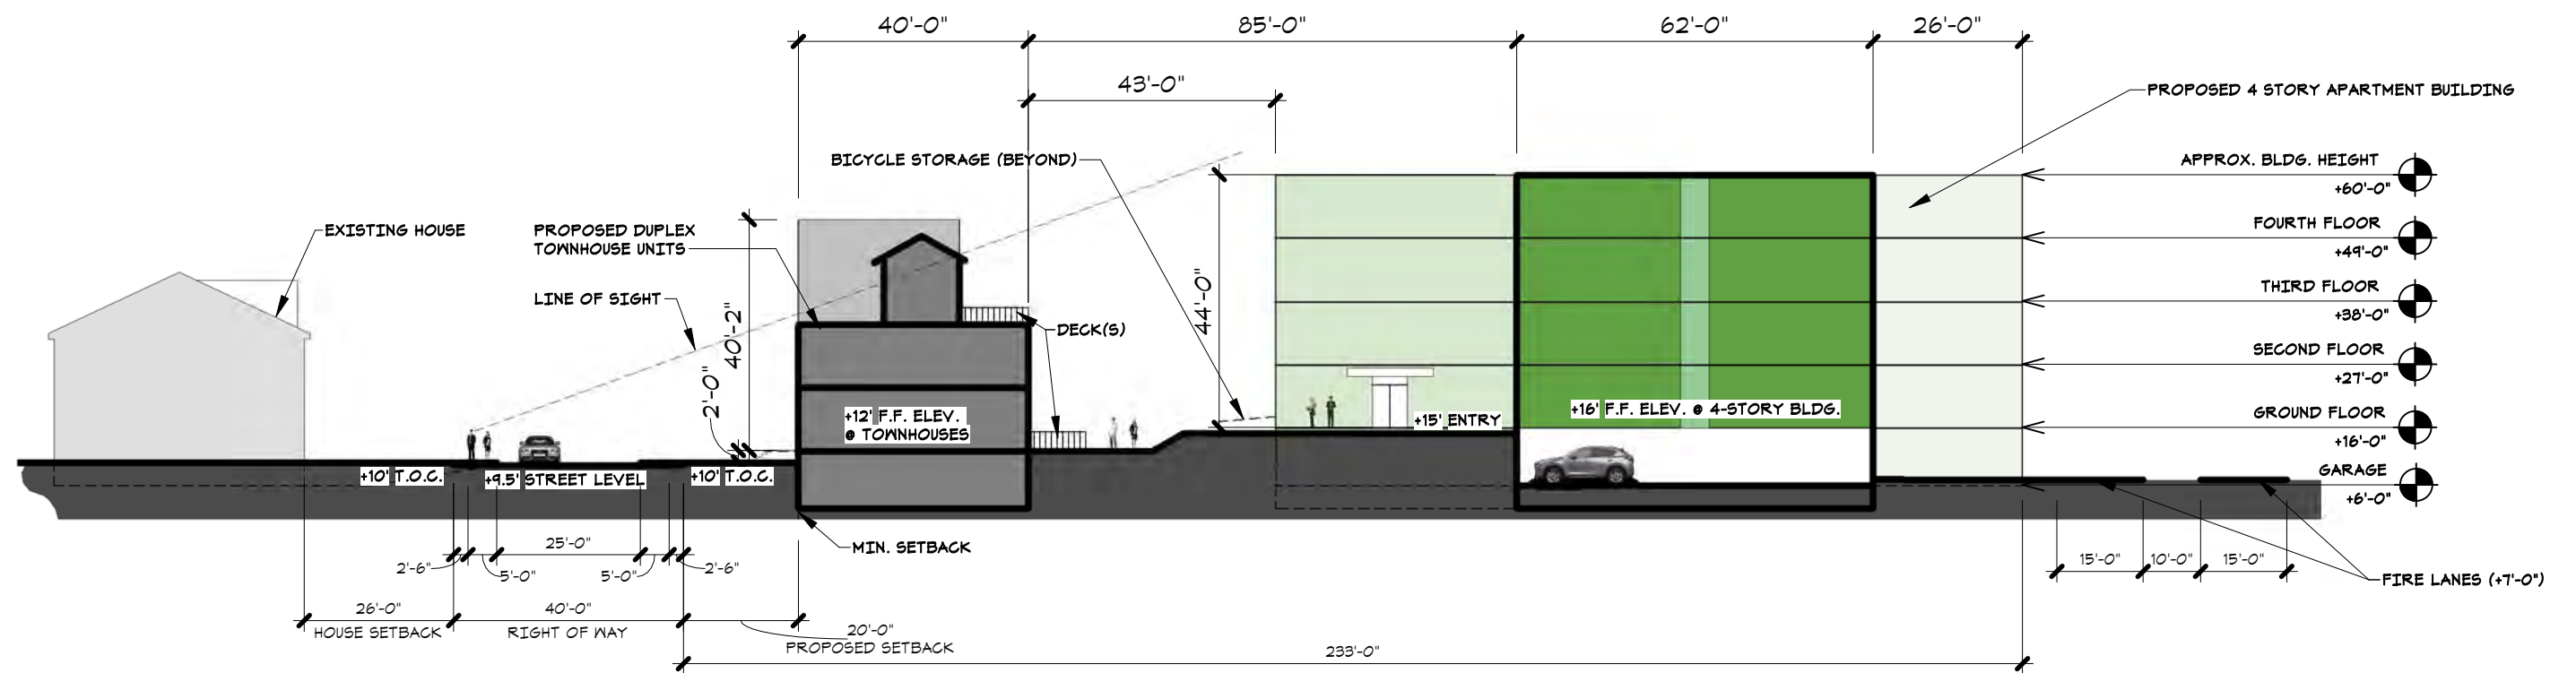 40'-0"
85'-0"
62'-0"
26'-0"
43'-0"
PROPOSED 4 STORY APARTMENT BUILDING
BICYCLE STORAGE (BEYOND)
APPROX. BLDG. HEIGHT
+60'-0"
EXISTING HOUSE
PROPOSED DUPLEX
TOWNHOUSE UNITS
FOURTH FLOOR
+49'-0"
LINE OF SIGHT
40'-2"
44'-0"
DECK(S)
THIRD FLOOR
+38'-0"
2'-0"
SECOND FLOOR
+27'-0"
+12' F.F. ELEV.
@ TOWNHOUSES
+15' ENTRY
+16' F.F. ELEV. @ 4-STORY BLDG.
GROUND FLOOR
+16'-0"
+10' T.O.C.
+9.5' STREET LEVEL
+10' T.O.C.
GARAGE
+6'-0"
MIN. SETBACK
25'-0"
2'-6"
5'-0"
5'-0"
2'-6"
15'-0"
10'-0"
15'-0"
FIRE LANES (+7'-0")
26'-0"
HOUSE SETBACK
40'-0"
RIGHT OF WAY
20'-0"
PROPOSED SETBACK
233'-0"